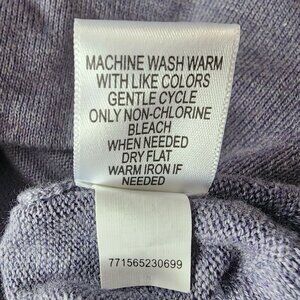 MACHINE WASH WARM
WITH LIKE COLORS
GENTLE CYCLE
ONLY NON-CHLORINE
BLEACH
WHEN NEEDED
DRY FLAT
WARM IRON IF
NEEDED
771565230699